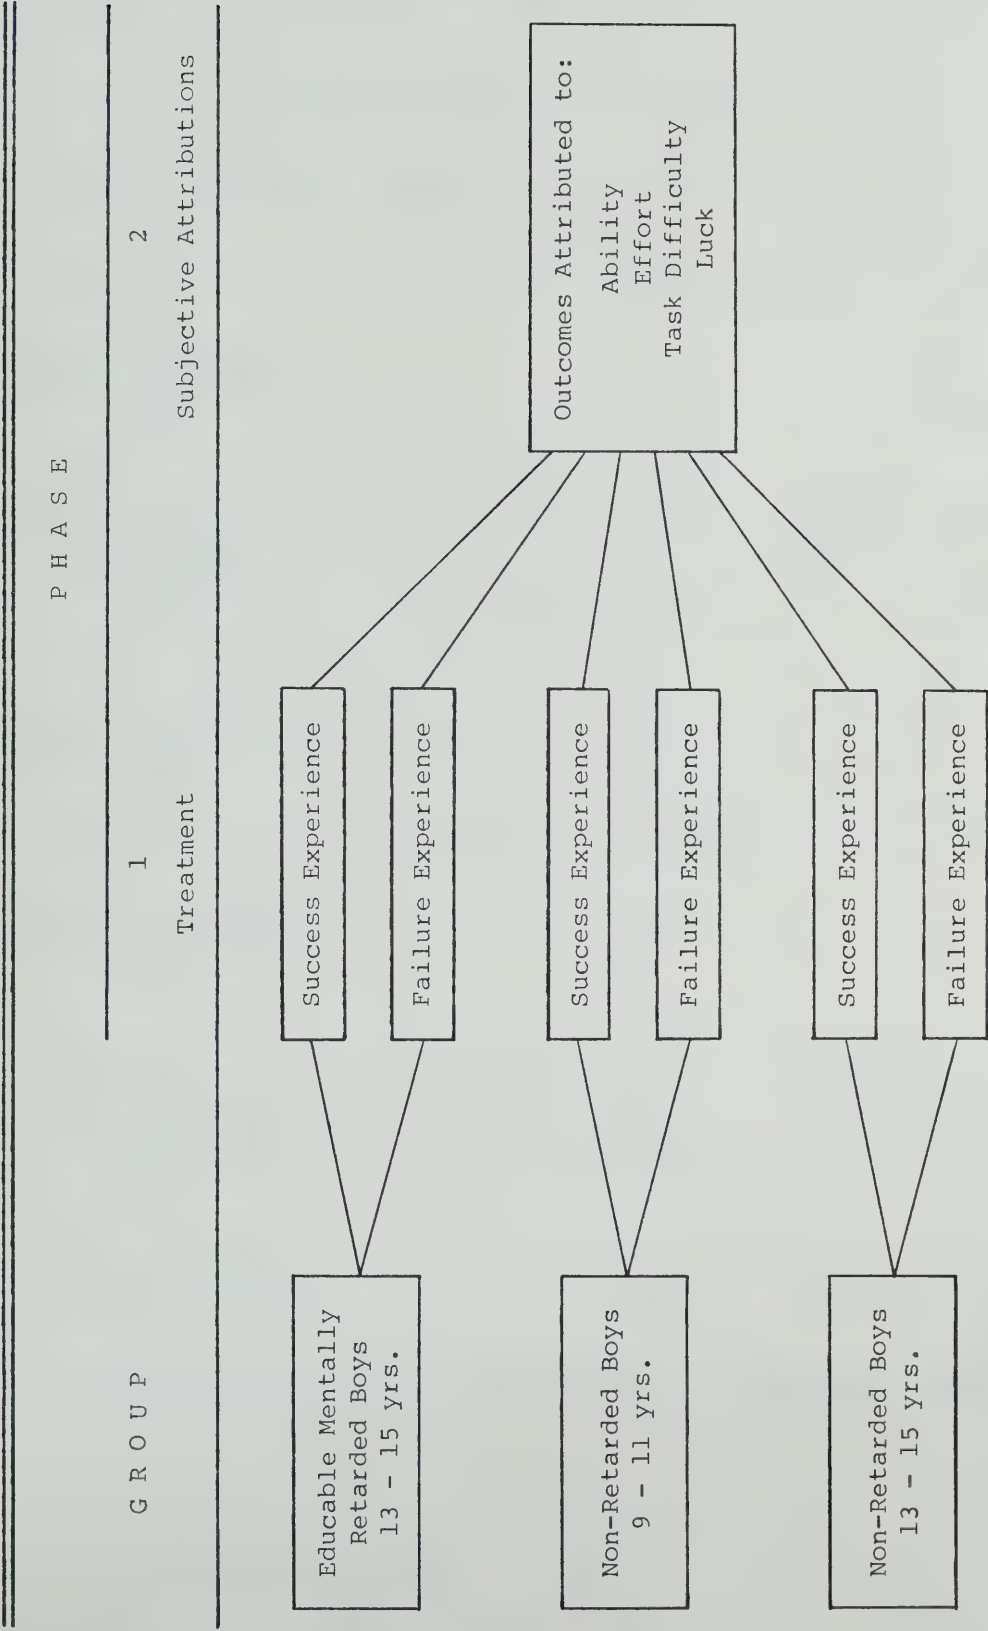 P H A S E
G R O U P
1
2
Treatment
Subjective Attributions
Educable Mentally
Retarded Boys
13 - 15 yrs.
Success Experience
Failure Experience
Non-Retarded Boys
9 - 11 yrs.
Success Experience
Failure Experience
Non-Retarded Boys
13 - 15 yrs.
Success Experience
Failure Experience
Outcomes Attributed to:
Ability
Effort
Task Difficulty
Luck